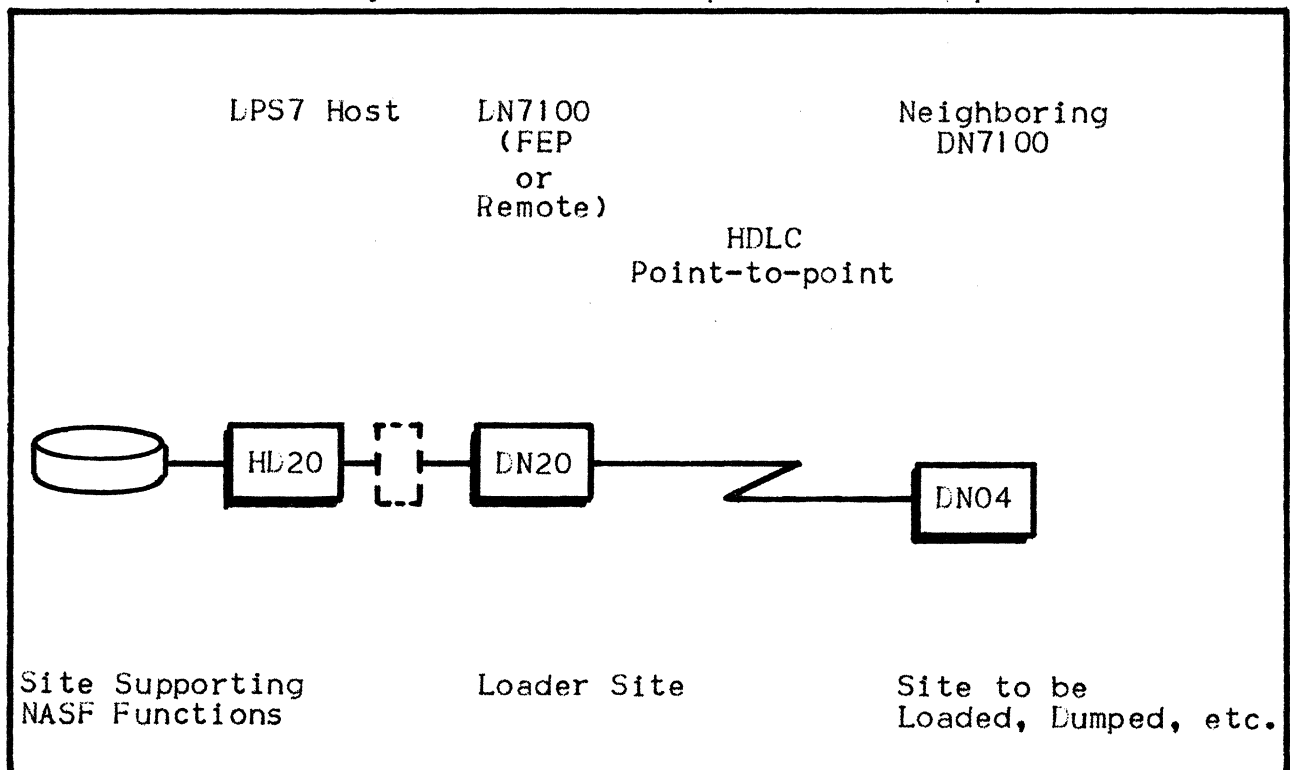 DPS7 Host
DN7100
(FEP
or
Remote)
Neighboring
DN7100
HDLC
Point-to-point
HD20
DN20
DN04
Site Supporting
NASF Functions
Loader Site
Site to be
Loaded, Dumped, etc.